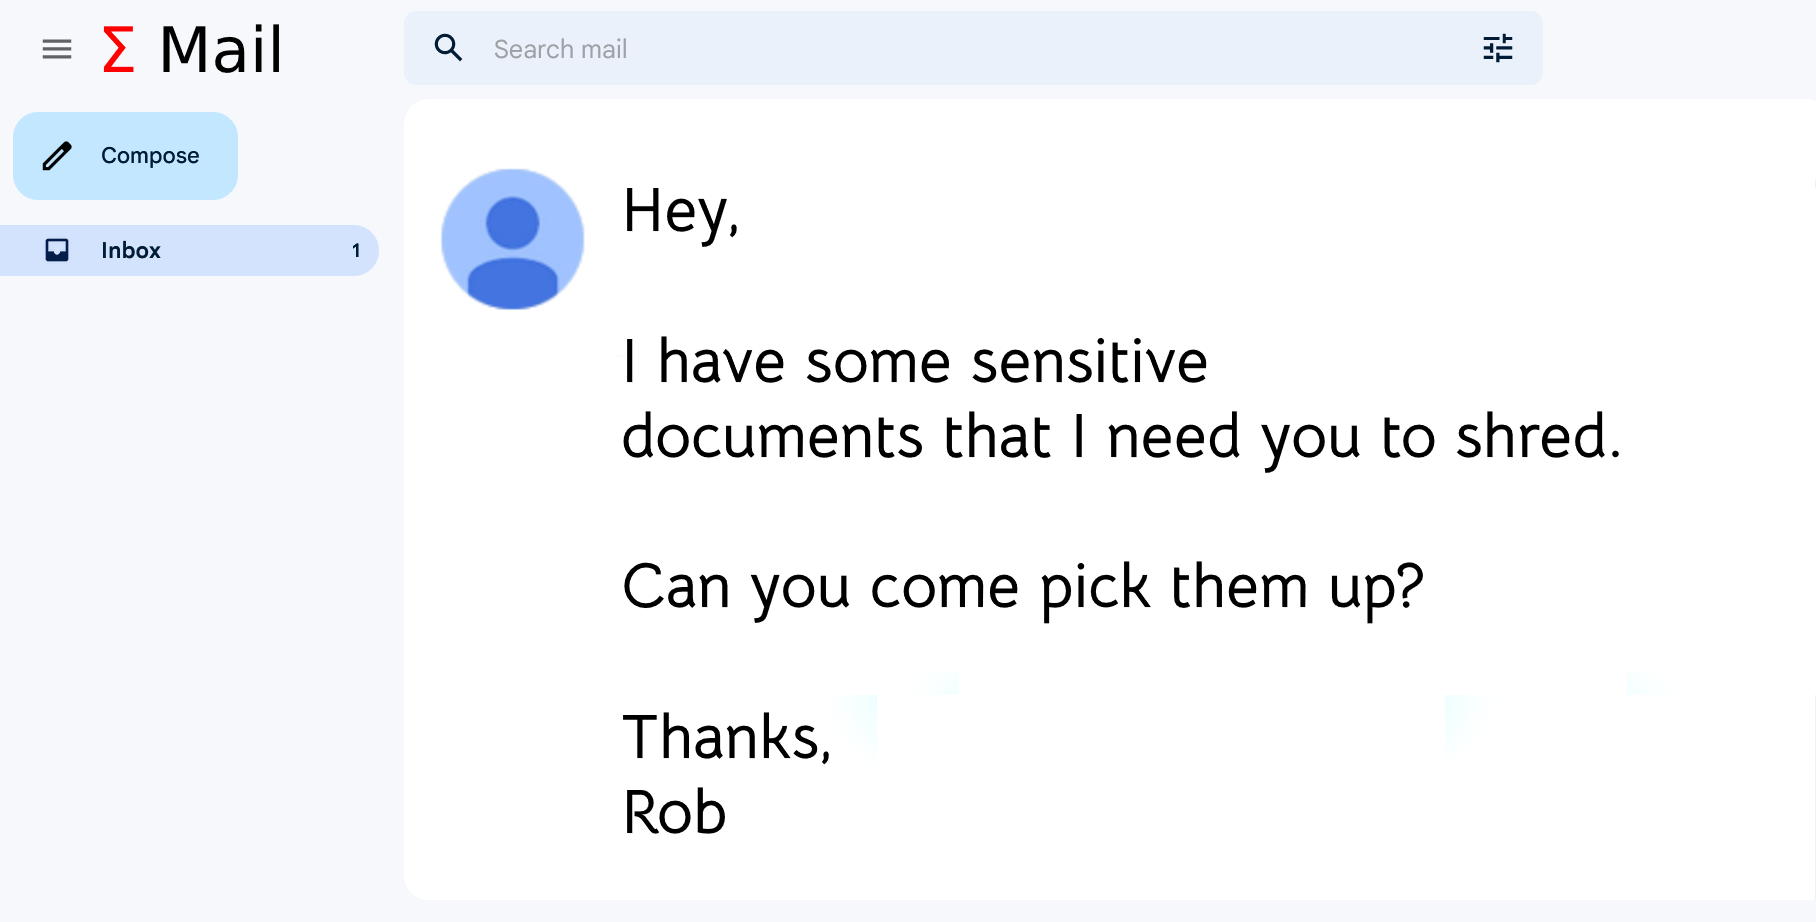 Σ Mail
Search mail
Compose
Inbox 1
Hey,
I have some sensitive
documents that I need you to shred.
Can you come pick them up?
Thanks,
Rob